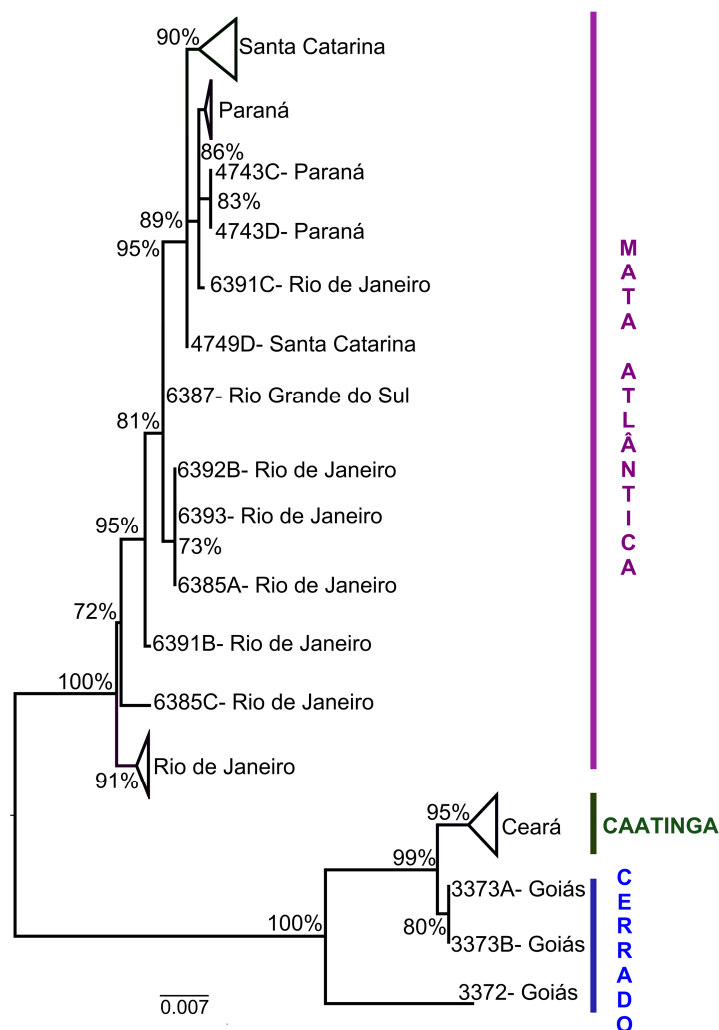 90%
Santa Catarina
Paraná
86%
4743C- Paraná
83%
89%
4743D- Paraná
95%
6391C- Rio de Janeiro
4749D- Santa Catarina
6387- Rio Grande do Sul
81%
6392B- Rio de Janeiro
6393- Rio de Janeiro
95%
73%
6385A- Rio de Janeiro
72%
6391B- Rio de Janeiro
100%
6385C- Rio de Janeiro
Rio de Janeiro
91%
MATA ATLÂNTICA
95%
Ceará
CAATINGA
99%
3373A- Goiás
80%
100%
3373B- Goiás
3372- Goiás
CERRADO
0.007